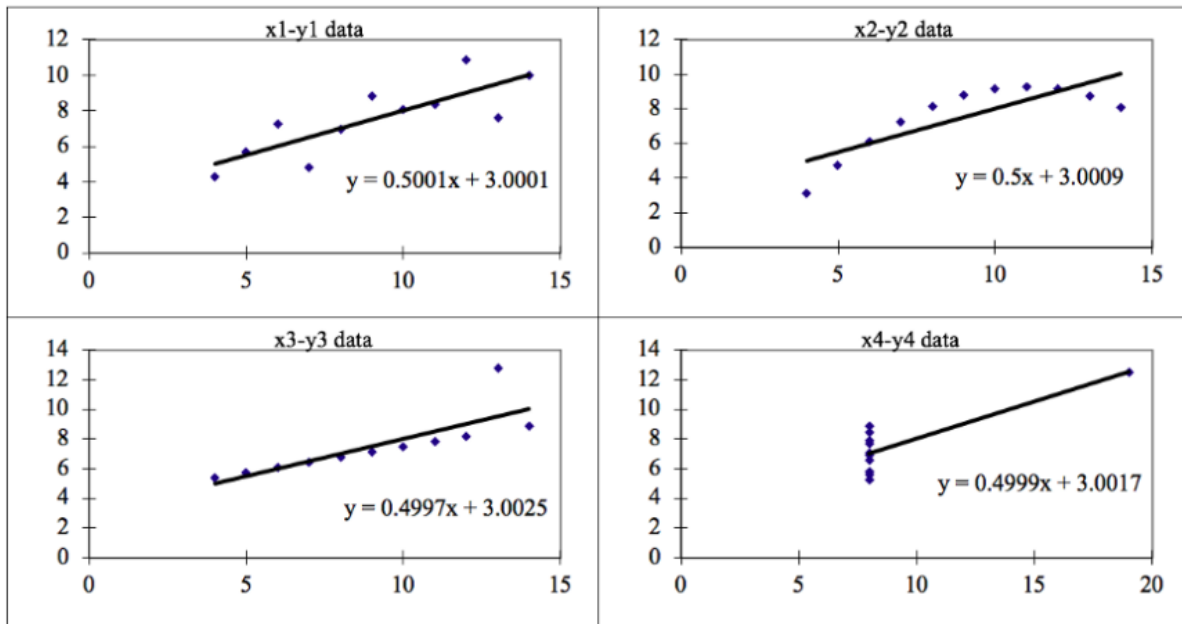 x1-y1 data
12
10
8
6
4
2
0
y = 0.5001x + 3.0001
0 5 10 15
x2-y2 data
12
10
8
6
4
2
0
y = 0.5x + 3.0009
0 5 10 15
x3-y3 data
14
12
10
8
6
4
2
0
y = 0.4997x + 3.0025
0 5 10 15
x4-y4 data
14
12
10
8
6
4
2
0
y = 0.4999x + 3.0017
0 5 10 15 20